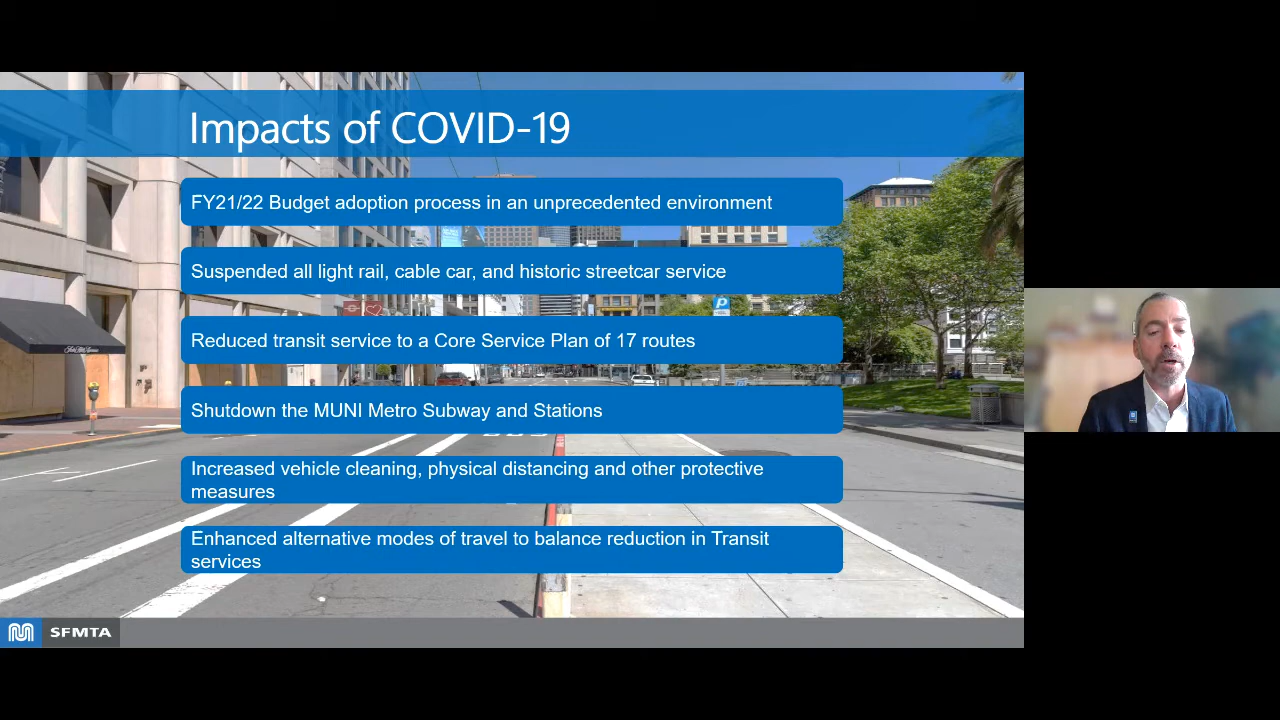 Impacts of COVID-19
FY21/22 Budget adoption process in an unprecedented environment
Suspended all light rail, cable car, and historic streetcar service
Reduced transit service to a Core Service Plan of 17 routes
Shutdown the MUNI Metro Subway and Stations
Increased vehicle cleaning, physical distancing and other protective
measures
Enhanced alternative modes of travel to balance reduction in Transit
services
SFMTA